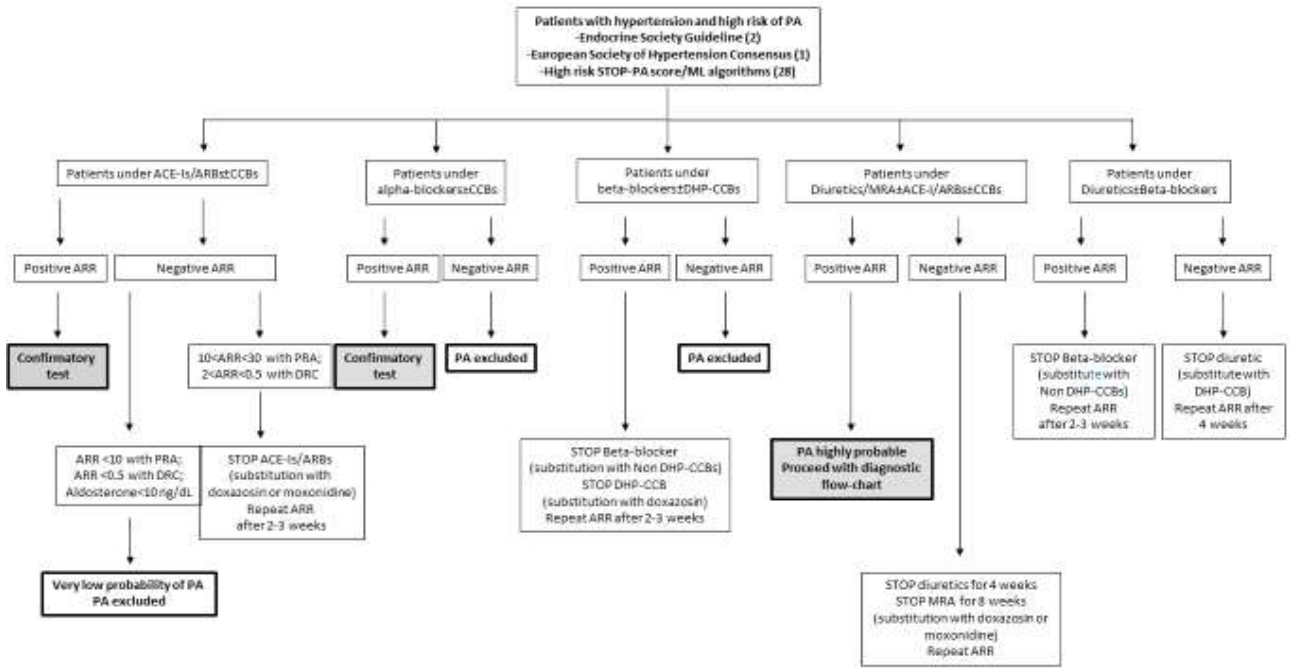 Patients with hypertension and high risk of PA
-Endocrine Society Guideline (2)
-European Society of Hypertension Consensus (1)
-High risk STOP-PA score/ML algorithms (28)
Patients under ACE-Is/ARBs±CCBs
Patients under
alpha-blockers±CCBs
Patients under
beta-blockers±DHP-CCBs
Patients under
Diuretics/MRA±ACE-I/ARBs±CCBs
Patients under
Diuretics±Beta-blockers
Positive ARR
Negative ARR
Positive ARR
Negative ARR
Positive ARR
Negative ARR
Positive ARR
Negative ARR
Positive ARR
Negative ARR
Confirmatory
test
10<ARR<30 with PRA;
2<ARR<0.5 with DRC
Confirmatory
test
PA excluded
PA excluded
STOP Beta-blocker
(substitute with
Non DHP-CCBs)
Repeat ARR
after 2-3 weeks
STOP diuretic
(substitute with
DHP-CCB)
Repeat ARR after
4 weeks
ARR <10 with PRA;
ARR <0.5 with DRC;
Aldosterone<10 ng/dL
STOP ACE-Is/ARBs
(substitution with
doxazosin or moxonidine)
Repeat ARR
after 2-3 weeks
STOP Beta-blocker
(substitution with Non DHP-CCBs)
STOP DHP-CCB
(substitution with doxazosin)
Repeat ARR after 2-3 weeks
PA highly probable
Proceed with diagnostic
flow-chart
Very low probability of PA
PA excluded
STOP diuretics for 4 weeks
STOP MRA for 8 weeks
(substitution with doxazosin or
moxonidine)
Repeat ARR